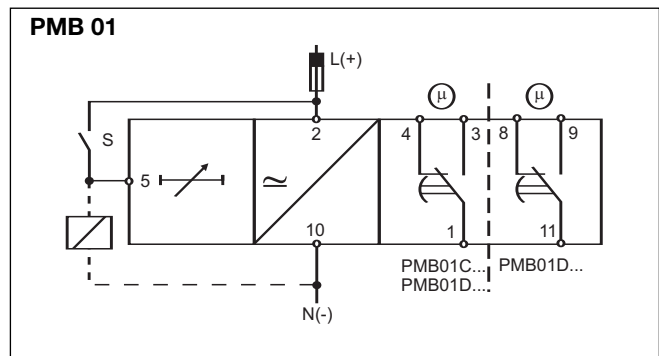 PMB 01
L(+)
μ μ
2 4 3 8 9
S
5
≃
10 1 11
PMB01C... PMB01D...
PMB01D...
N(-)